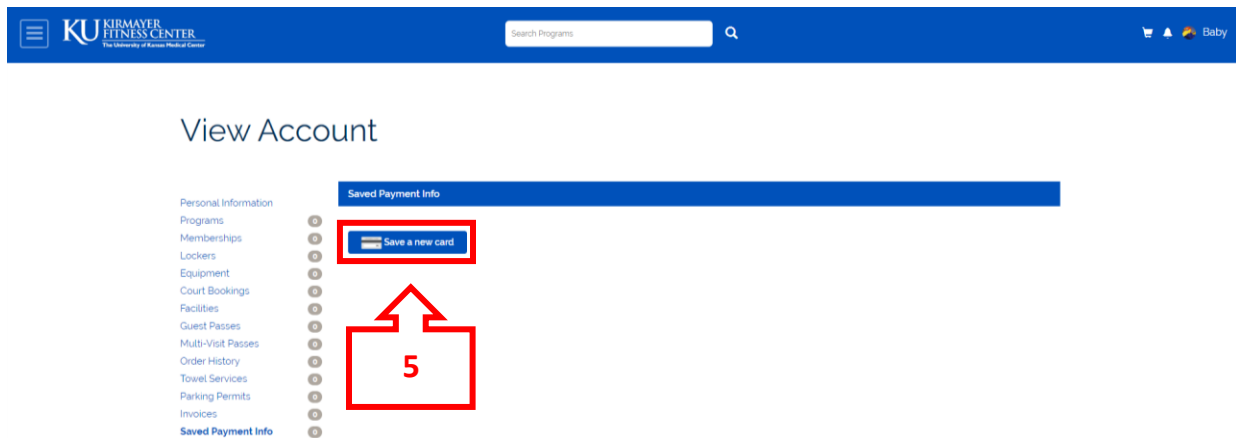 KU KIRMAYER
FITNESS CENTER
The University of Kansas Medical Center
Search Programs
Baby
View Account
Saved Payment Info
Personal Information
Programs 0
Memberships 0
Save a new card
Lockers 0
Equipment 0
Court Bookings 0
Facilities 0
Guest Passes 0
Multi-Visit Passes 0
Order History 0
5
Towel Services 0
Parking Permits 0
Invoices 0
Saved Payment Info 0